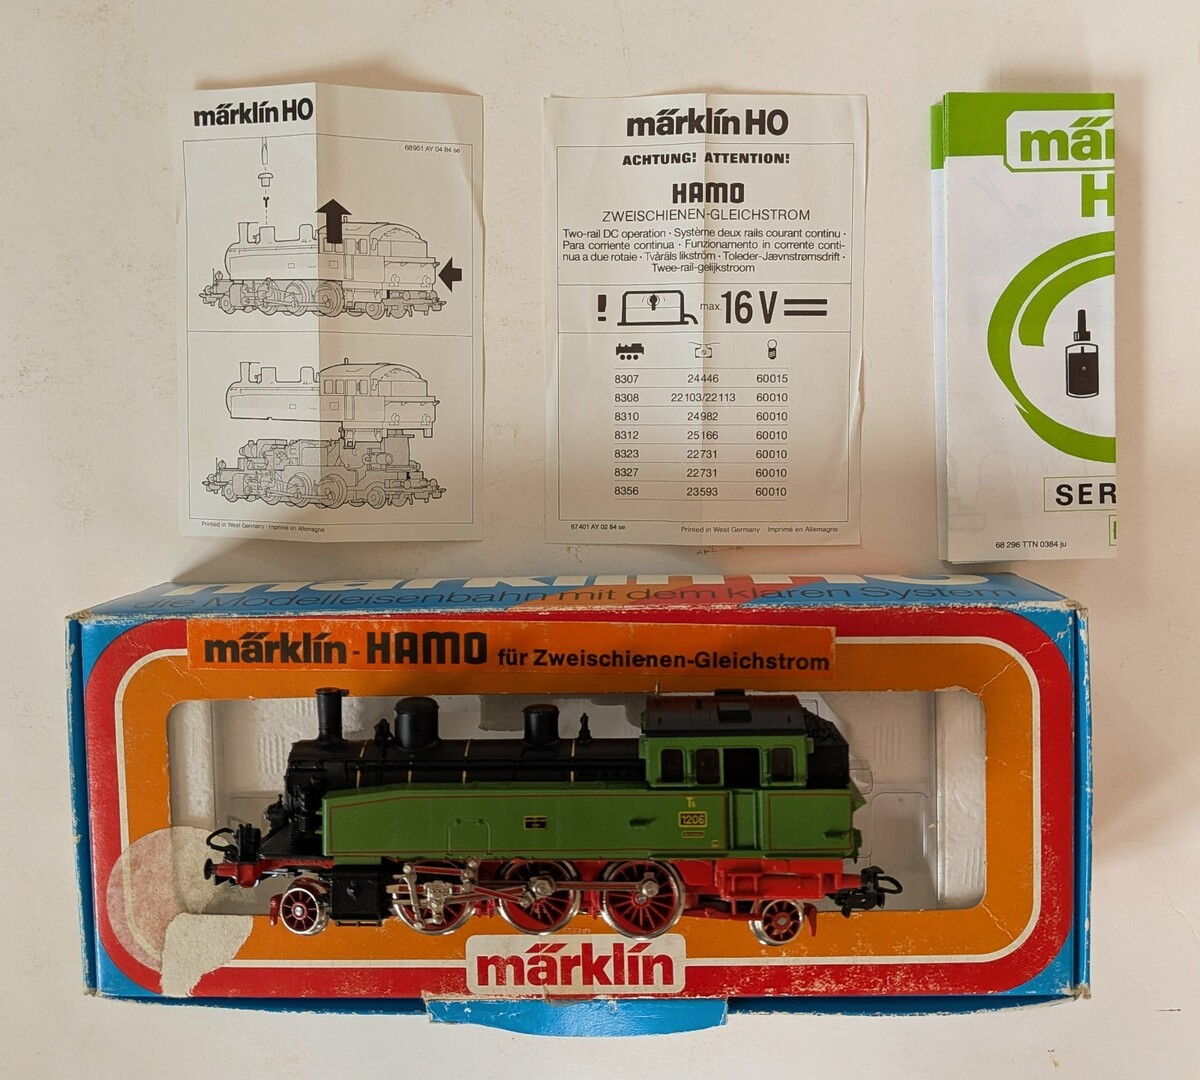 märklin HO
68951 AY 04 84 se
Printed in West Germany · Imprimé en Allemagne
märklin HO
ACHTUNG! ATTENTION!
HAMO
ZWEISCHIENEN-GLEICHSTROM
Two-rail DC operation · Système deux rails courant continu ·
Para corriente continua · Funzionamento in corrente conti-
nua a due rotaie · Tvåräls likström · Toleder-Jævnstrømsdrift ·
Twee-rail-gelijkstroom
! max. 16 V
8307 24446 60015
8308 22103/22113 60010
8310 24982 60010
8312 25166 60010
8323 22731 60010
8327 22731 60010
8356 23593 60010
67401 AY 02 84 se Printed in West Germany Imprimé en Allemagne
mär
H
SER
68 296 TTN 0384 ju
märklin HO
die Modelleisenbahn mit dem klaren System
märklin - HAMO für Zweischienen-Gleichstrom
T5
1206
märklin